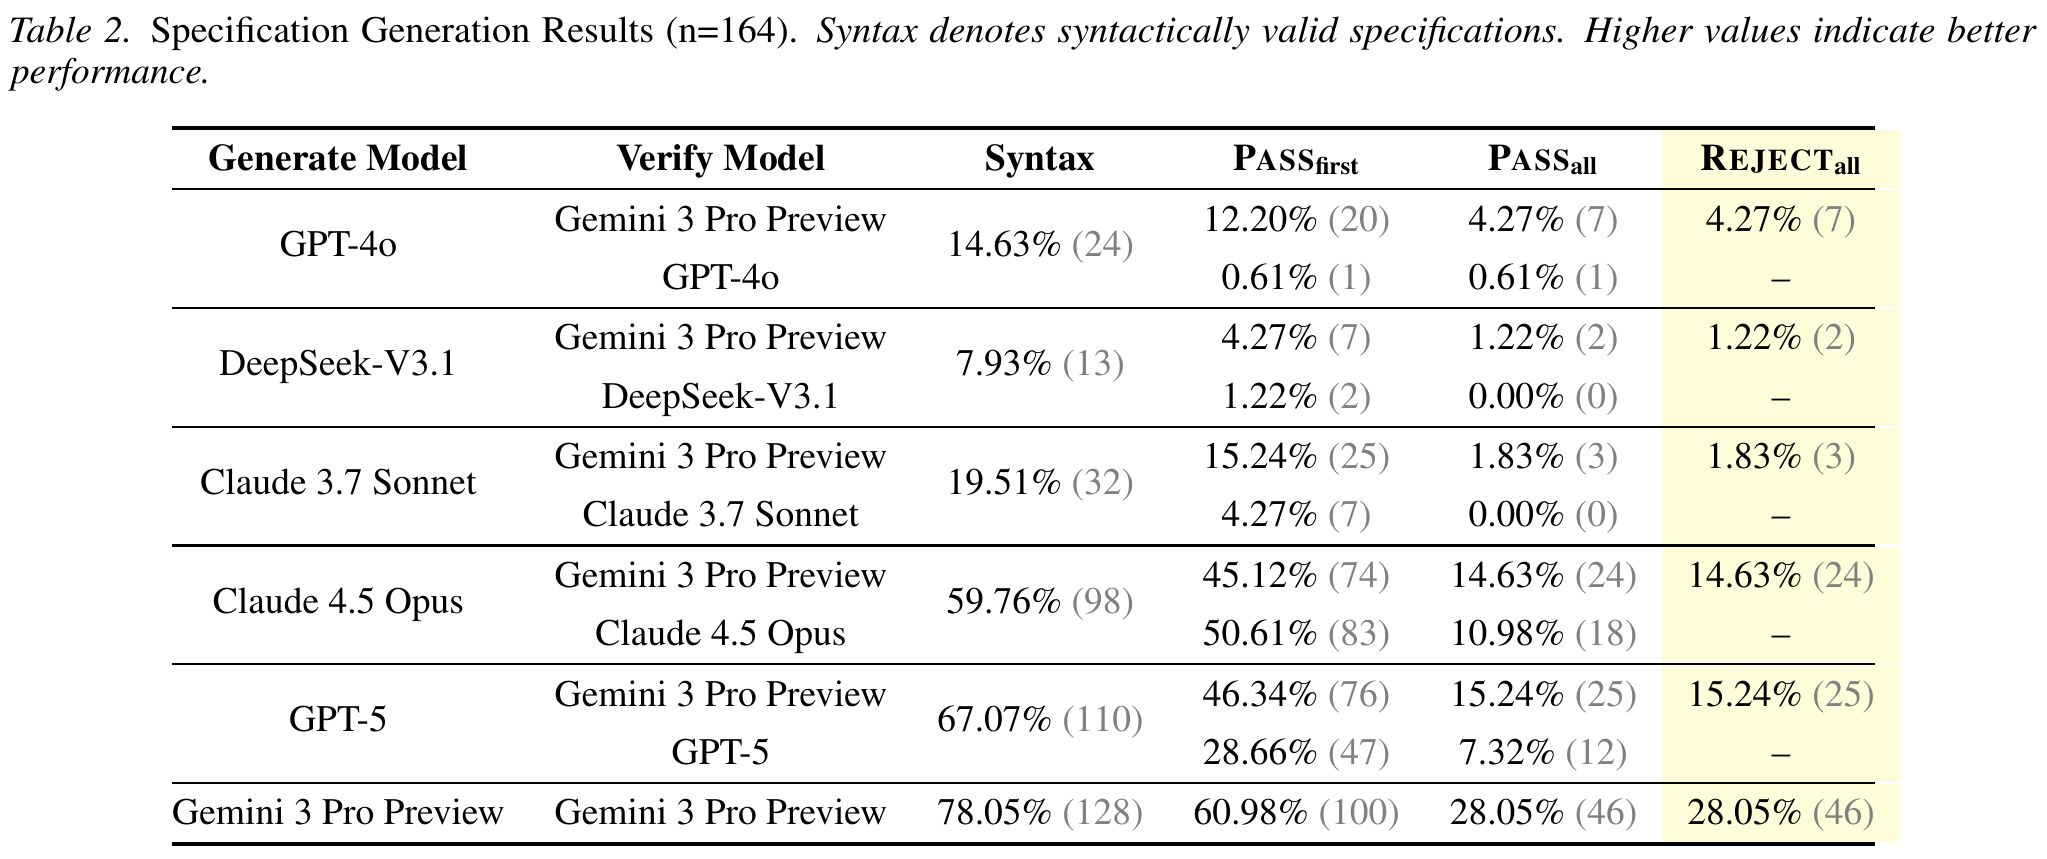 Table 2. Specification Generation Results (n=164). Syntax denotes syntactically valid specifications. Higher values indicate better
performance.
Generate Model Verify Model Syntax PASSfirst PASSall REJECTall
GPT-4o Gemini 3 Pro Preview 14.63% (24) 12.20% (20) 4.27% (7) 4.27% (7)
GPT-4o 0.61% (1) 0.61% (1) –
DeepSeek-V3.1 Gemini 3 Pro Preview 7.93% (13) 4.27% (7) 1.22% (2) 1.22% (2)
DeepSeek-V3.1 1.22% (2) 0.00% (0) –
Claude 3.7 Sonnet Gemini 3 Pro Preview 19.51% (32) 15.24% (25) 1.83% (3) 1.83% (3)
Claude 3.7 Sonnet 4.27% (7) 0.00% (0) –
Claude 4.5 Opus Gemini 3 Pro Preview 59.76% (98) 45.12% (74) 14.63% (24) 14.63% (24)
Claude 4.5 Opus 50.61% (83) 10.98% (18) –
GPT-5 Gemini 3 Pro Preview 67.07% (110) 46.34% (76) 15.24% (25) 15.24% (25)
GPT-5 28.66% (47) 7.32% (12) –
Gemini 3 Pro Preview Gemini 3 Pro Preview 78.05% (128) 60.98% (100) 28.05% (46) 28.05% (46)